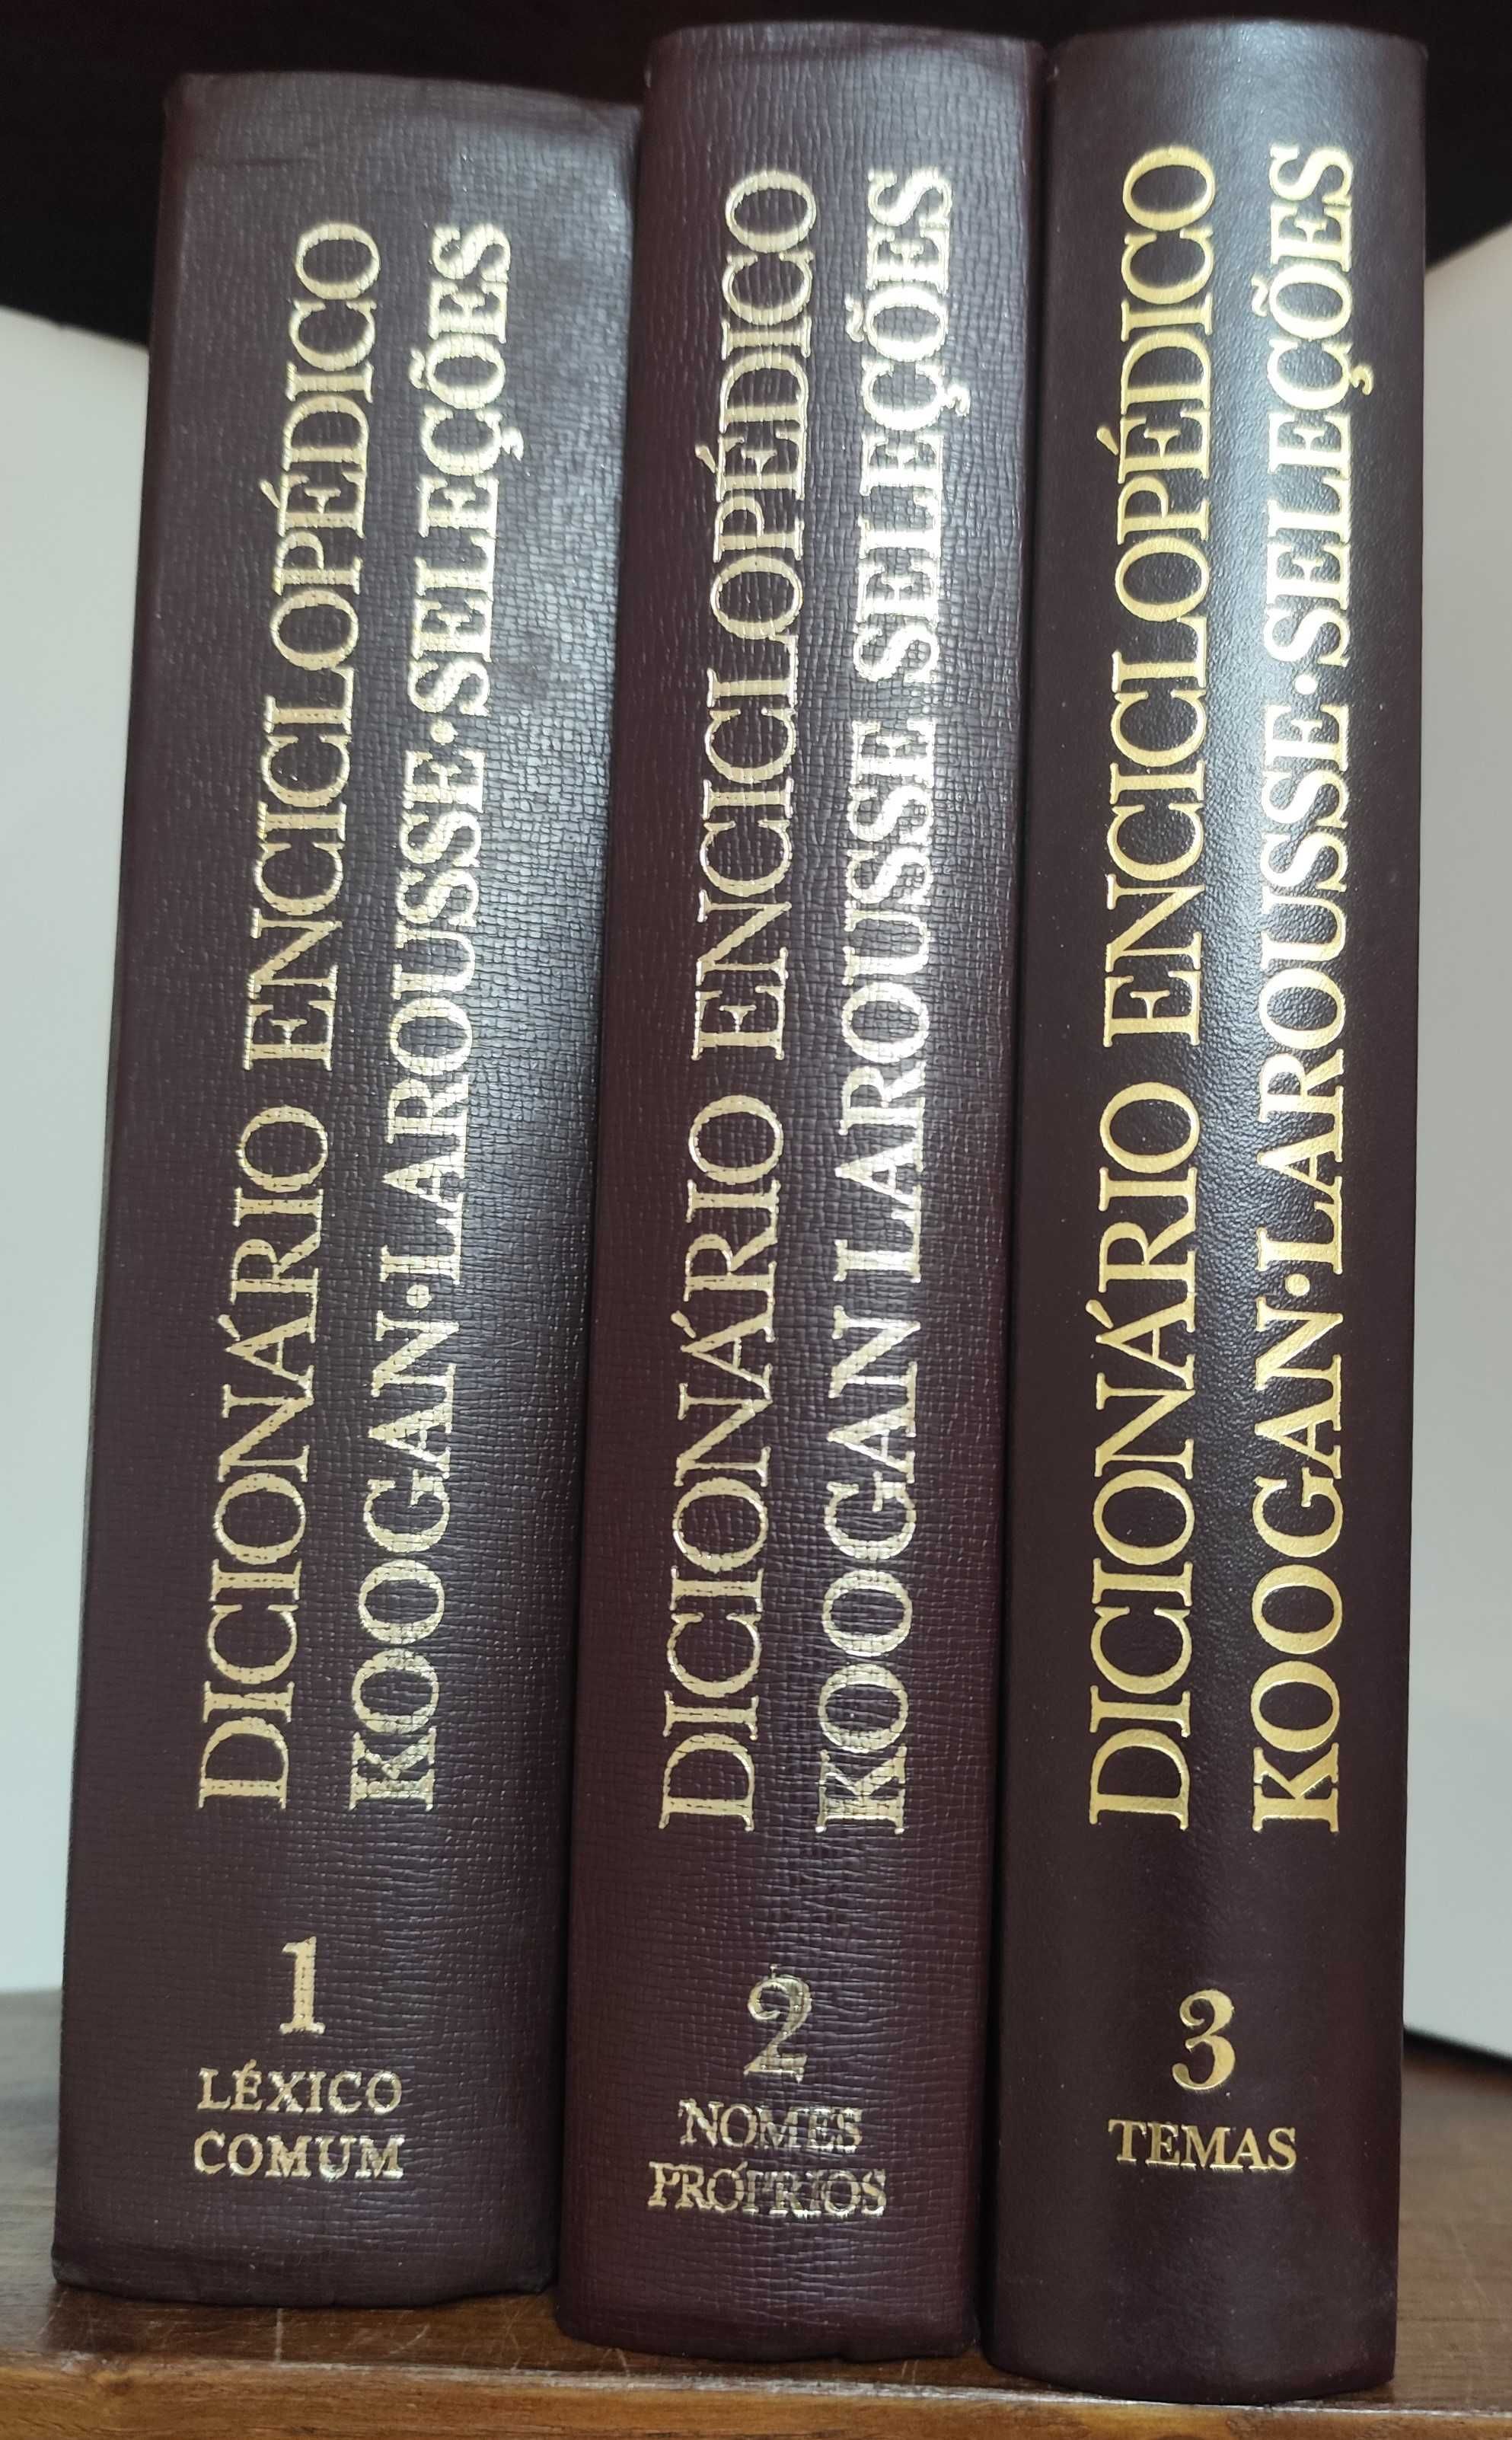 DICIONÁRIO ENCICLOPÉDICO
KOOGAN·LAROUSSE·SELEÇÕES
1
LÉXICO
COMUM
DICIONÁRIO ENCICLOPÉDICO
KOOGAN LAROUSSE SELEÇÕES
2
NOMES
PRÓPRIOS
DICIONÁRIO ENCICLOPÉDICO
KOOGAN·LAROUSSE·SELEÇÕES
3
TEMAS